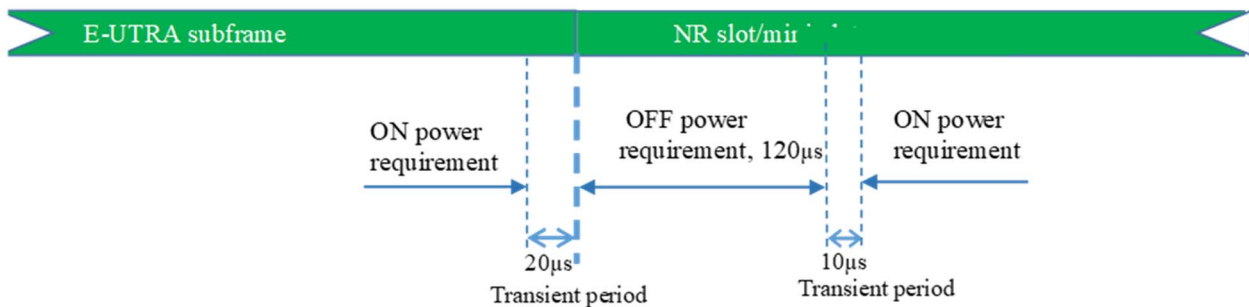 E-UTRA subframe
NR slot/
ON power
requirement
OFF power
requirement, 120μs
ON power
requirement
20μs
Transient period
10μs
Transient period